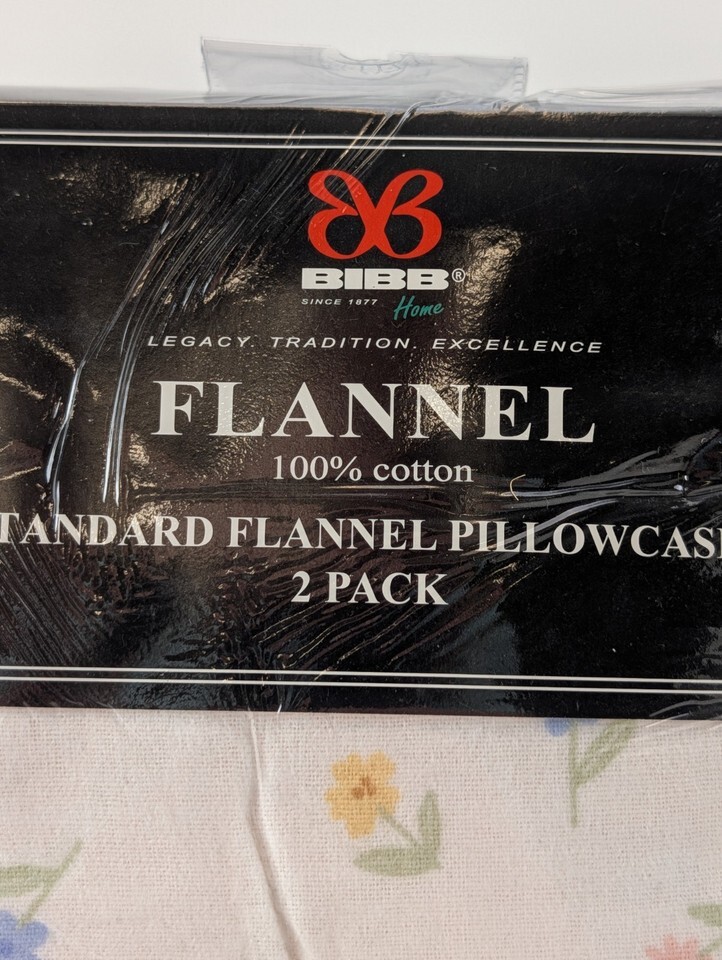 BIBB®
SINCE 1877 Home
LEGACY. TRADITION. EXCELLENCE
FLANNEL
100% cotton
TANDARD FLANNEL PILLOWCAS
2 PACK